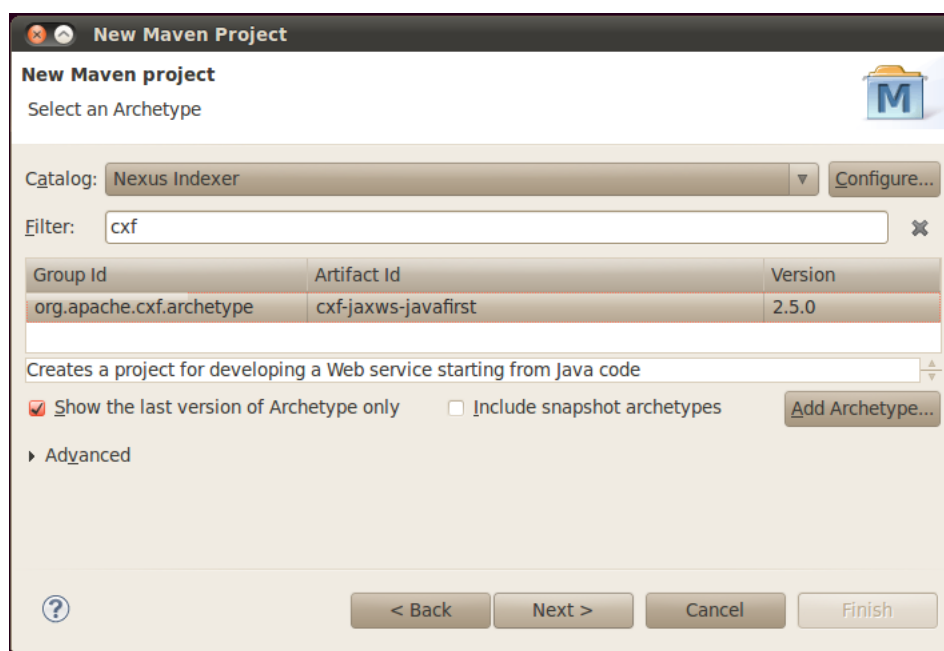 New Maven Project
New Maven project
Select an Archetype
M
Catalog: Nexus Indexer Configure...
Filter: cxf
Group Id Artifact Id Version
org.apache.cxf.archetype cxf-jaxws-javafirst 2.5.0
Creates a project for developing a Web service starting from Java code
Show the last version of Archetype only Include snapshot archetypes Add Archetype...
Advanced
? < Back Next > Cancel Finish